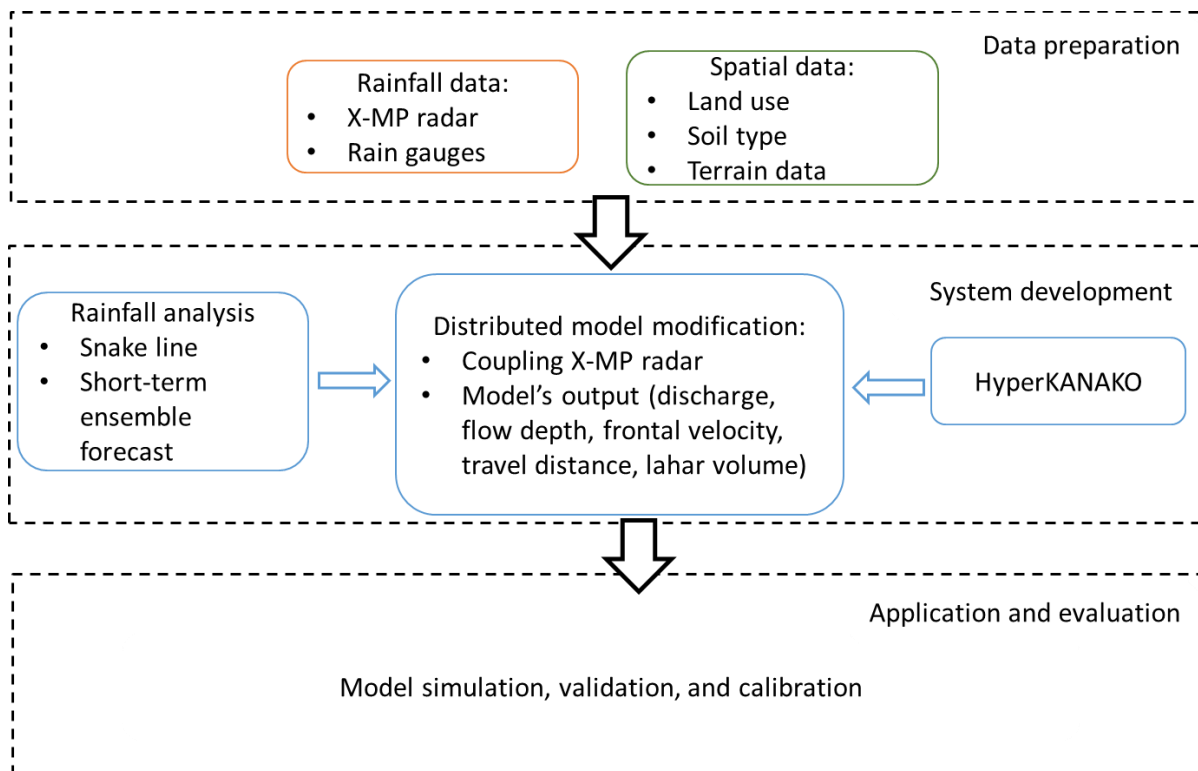 Data preparation
Rainfall data:
• X-MP radar
• Rain gauges
Spatial data:
• Land use
• Soil type
• Terrain data
System development
Rainfall analysis
• Snake line
• Short-term
ensemble
forecast
Distributed model modification:
• Coupling X-MP radar
• Model’s output (discharge,
flow depth, frontal velocity,
travel distance, lahar volume)
HyperKANAKO
Application and evaluation
Model simulation, validation, and calibration